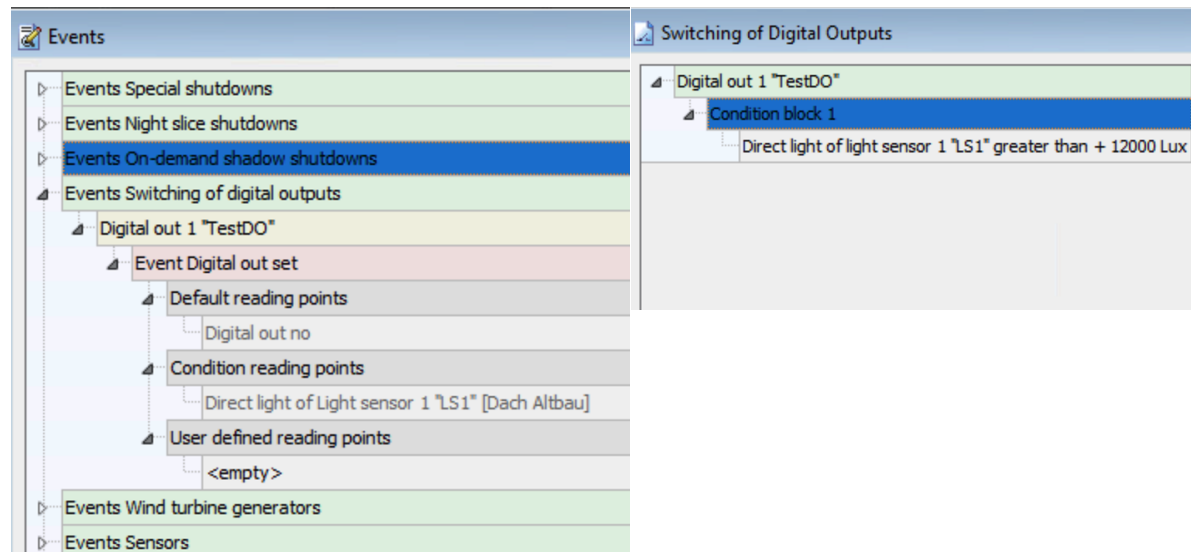 Events
Events Special shutdowns
Events Night slice shutdowns
Events On-demand shadow shutdowns
Events Switching of digital outputs
Digital out 1 "TestDO"
Event Digital out set
Default reading points
Digital out no
Condition reading points
Direct light of Light sensor 1 "LS1" [Dach Altbau]
User defined reading points
<empty>
Events Wind turbine generators
Events Sensors
Switching of Digital Outputs
Digital out 1 "TestDO"
Condition block 1
Direct light of light sensor 1 "LS1" greater than + 12000 Lux